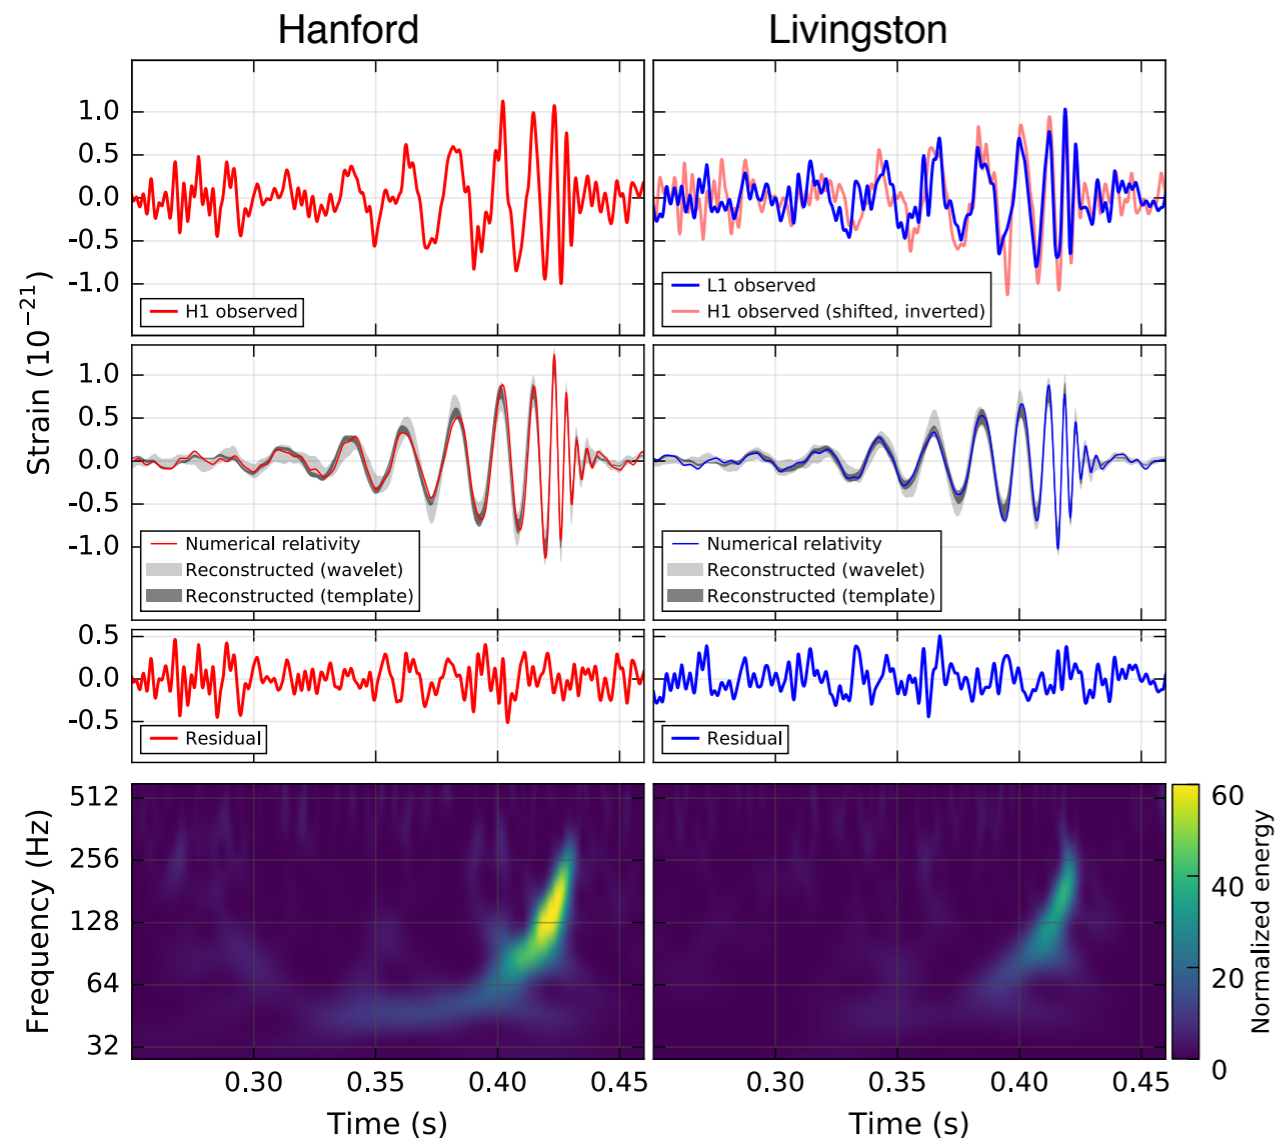 Hanford
Livingston
Strain (10⁻²¹)
1.0
0.5
0.0
-0.5
-1.0
H1 observed
L1 observed
H1 observed (shifted, inverted)
1.0
0.5
0.0
-0.5
-1.0
Numerical relativity
Reconstructed (wavelet)
Reconstructed (template)
Numerical relativity
Reconstructed (wavelet)
Reconstructed (template)
0.5
0.0
-0.5
Residual
Residual
Frequency (Hz)
512
256
128
64
32
60
40
20
0
Normalized energy
0.30 0.35 0.40 0.45
0.30 0.35 0.40 0.45
Time (s)
Time (s)